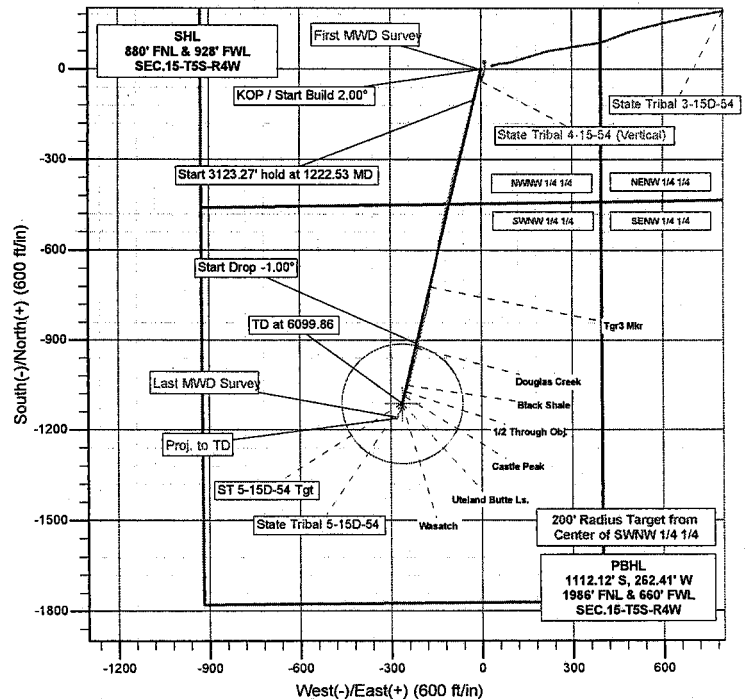 SHL
880' FNL & 928' FWL
SEC.15-T5S-R4W
First MWD Survey
KOP / Start Build 2.00°
State Tribal 3-15D-54
State Tribal 4-15-54 (Vertical)
Start 3123.27' hold at 1222.53 MD
NWNW 1/4 1/4
NENW 1/4 1/4
SWNW 1/4 1/4
SENW 1/4 1/4
Start Drop -1.00°
TD at 6099.86
Tgr3 Mkr
Last MWD Survey
Douglas Creek
Black Shale
1/2 Through Obj.
Proj. to TD
Castle Peak
ST 5-15D-54 Tgt
Uteland Butte Ls.
State Tribal 5-15D-54
Wasatch
200' Radius Target from
Center of SWNW 1/4 1/4
PBHL
1112.12' S, 262.41' W
1986' FNL & 660' FWL
SEC.15-T5S-R4W
South(-)/North(+) (600 ft/in)
0
-300
-600
-900
-1200
-1500
-1800
-1200
-900
-600
-300
0
300
600
West(-)/East(+) (600 ft/in)